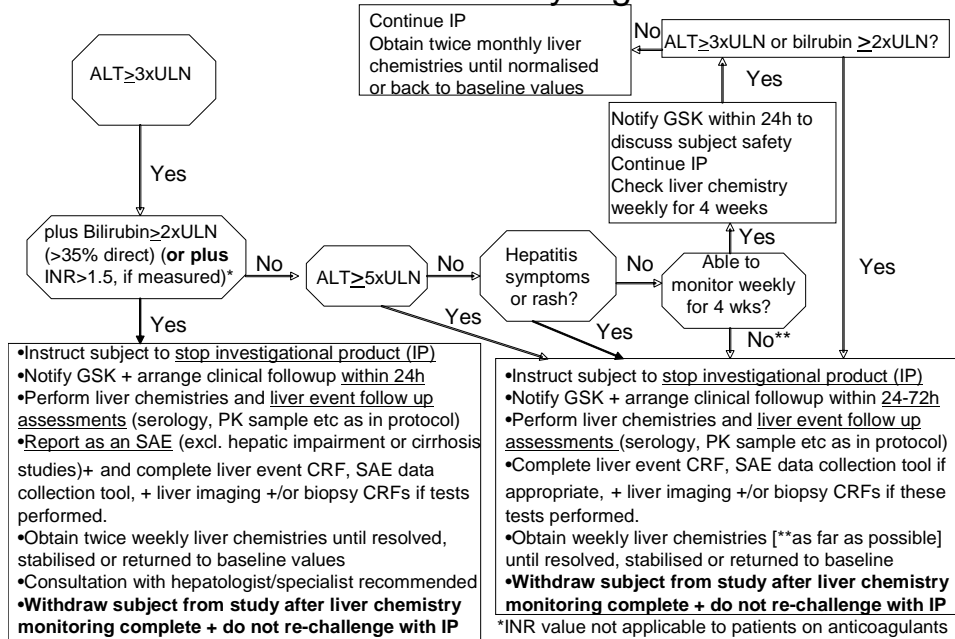 Continue IP
Obtain twice monthly liver
chemistries until normalised
or back to baseline values
No
ALT≥3xULN or bilrubin ≥2xULN?
ALT≥3xULN
Yes
Notify GSK within 24h to
discuss subject safety
Continue IP
Check liver chemistry
weekly for 4 weeks
Yes
plus Bilirubin≥2xULN
(>35% direct) (or plus
INR>1.5, if measured)*
No
ALT≥5xULN
No
Hepatitis
symptoms
or rash?
No
Yes
Able to
monitor weekly
for 4 wks?
Yes
Yes
Yes
Yes
No**
•Instruct subject to stop investigational product (IP)
•Notify GSK + arrange clinical followup within 24h
•Perform liver chemistries and liver event follow up
assessments (serology, PK sample etc as in protocol)
•Report as an SAE (excl. hepatic impairment or cirrhosis
studies)+ and complete liver event CRF, SAE data
collection tool, + liver imaging +/or biopsy CRFs if tests
performed.
•Obtain twice weekly liver chemistries until resolved,
stabilised or returned to baseline values
•Consultation with hepatologist/specialist recommended
•Withdraw subject from study after liver chemistry
monitoring complete + do not re-challenge with IP
•Instruct subject to stop investigational product (IP)
•Notify GSK + arrange clinical followup within 24-72h
•Perform liver chemistries and liver event follow up
assessments (serology, PK sample etc as in protocol)
•Complete liver event CRF, SAE data collection tool if
appropriate, + liver imaging +/or biopsy CRFs if these
tests performed.
•Obtain weekly liver chemistries [**as far as possible]
until resolved, stabilised or returned to baseline
•Withdraw subject from study after liver chemistry
monitoring complete + do not re-challenge with IP
*INR value not applicable to patients on anticoagulants